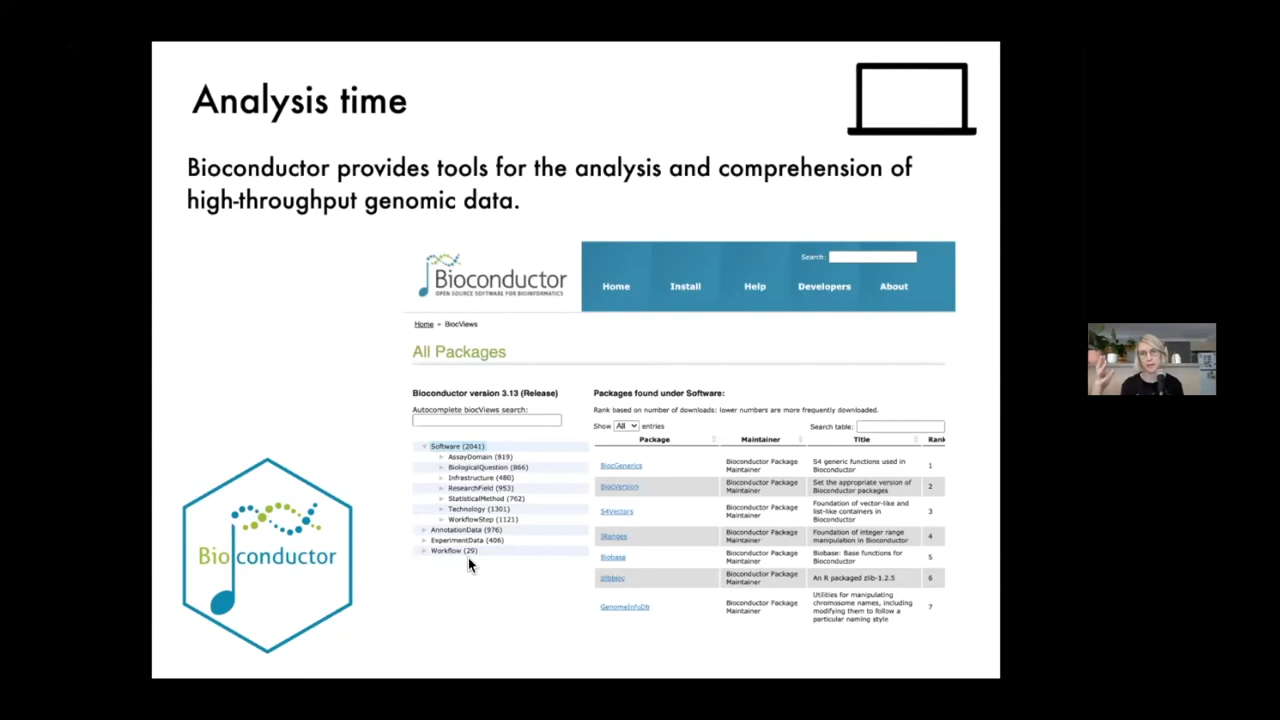 Analysis time
Bioconductor provides tools for the analysis and comprehension of
high-throughput genomic data.
Bioconductor
OPEN SOURCE SOFTWARE FOR BIOINFORMATICS
Search:
Home Install Help Developers About
Home » BiocViews
All Packages
Bioconductor version 3.13 (Release)
Autocomplete biocViews search:
Software (2041)
AssayDomain (819)
BiologicalQuestion (866)
Infrastructure (480)
ResearchField (953)
StatisticalMethod (762)
Technology (1301)
WorkflowStep (1121)
AnnotationData (976)
ExperimentData (406)
Workflow (29)
Packages found under Software:
Rank based on number of downloads: lower numbers are more frequently downloaded.
Show All entries
Search table:
Package Maintainer Title Rank
BiocGenerics
Bioconductor Package
Maintainer
S4 generic functions used in
Bioconductor
1
BiocVersion
Bioconductor Package
Maintainer
Set the appropriate version of
Bioconductor packages
2
S4Vectors
Bioconductor Package
Maintainer
Foundation of vector-like and
list-like containers in
Bioconductor
3
IRanges
Bioconductor Package
Maintainer
Foundation of integer range
manipulation in Bioconductor
4
Biobase
Bioconductor Package
Maintainer
Biobase: Base functions for
Bioconductor
5
zlibbioc
Bioconductor Package
Maintainer
An R packaged zlib-1.2.5
6
GenomeInfoDb
Bioconductor Package
Maintainer
Utilities for manipulating
chromosome names, including
modifying them to follow a
particular naming style
7
Bioconductor